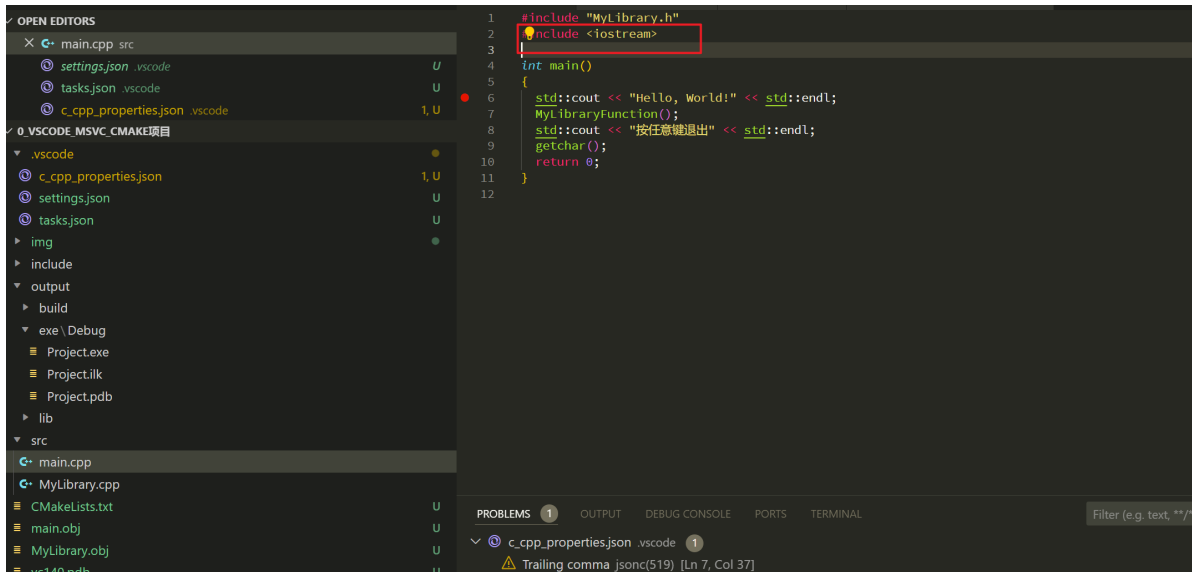 OPEN EDITORS
main.cpp src
settings.json .vscode U
tasks.json .vscode U
c_cpp_properties.json .vscode 1, U
0_VSCODE_MSVC_CMAKE项目
.vscode
c_cpp_properties.json 1, U
settings.json U
tasks.json U
img
include
output
build
exe\Debug
Project.exe
Project.ilk
Project.pdb
lib
src
main.cpp
MyLibrary.cpp
CMakeLists.txt U
main.obj U
MyLibrary.obj U
1 #include "MyLibrary.h"
2 #include <iostream>
3
4 int main()
5 {
6 std::cout << "Hello, World!" << std::endl;
7 MyLibraryFunction();
8 std::cout << "按任意键退出" << std::endl;
9 getchar();
10 return 0;
11 }
12
PROBLEMS 1 OUTPUT DEBUG CONSOLE PORTS TERMINAL
Filter (e.g. text, **/*
c_cpp_properties.json .vscode 1
Trailing comma jsonc(519) [Ln 7, Col 37]